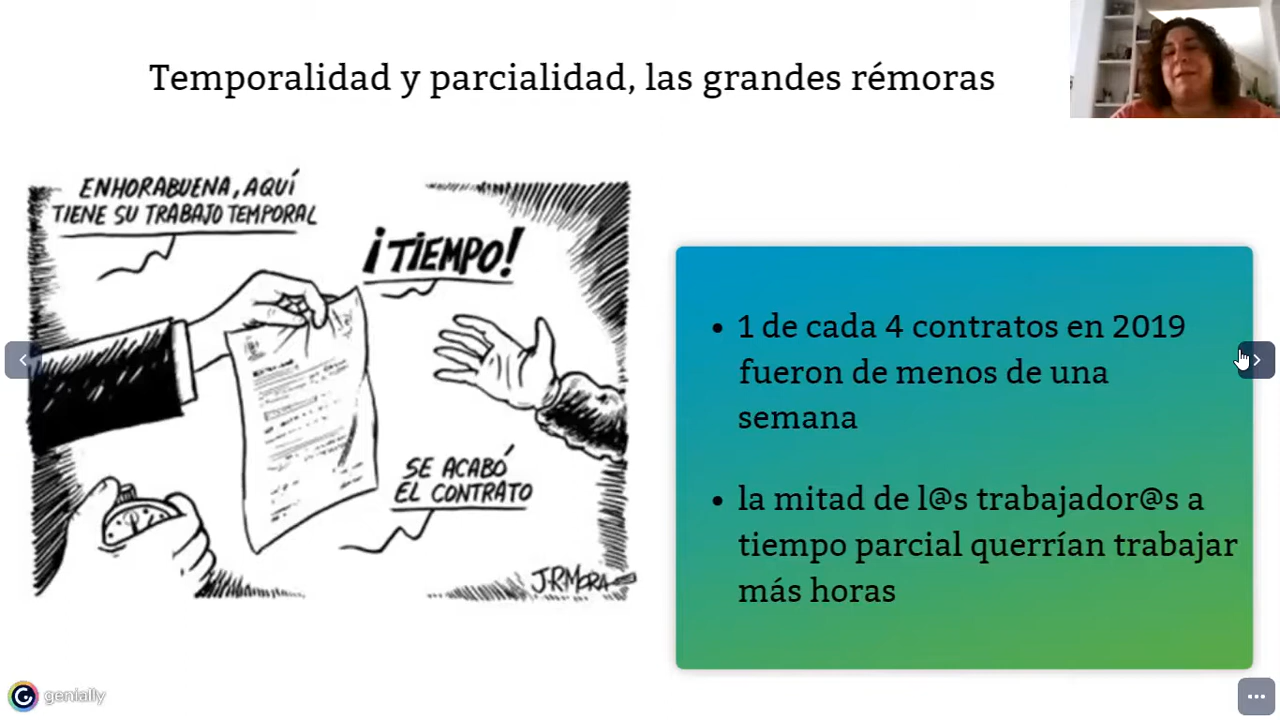 Temporalidad y parcialidad, las grandes rémoras
ENHORABUENA, AQUÍ
TIENE SU TRABAJO TEMPORAL
¡TIEMPO!
SE ACABÓ
EL CONTRATO
J.R.MORA
• 1 de cada 4 contratos en 2019
fueron de menos de una
semana
• la mitad de l@s trabajador@s a
tiempo parcial querrían trabajar
más horas
genially